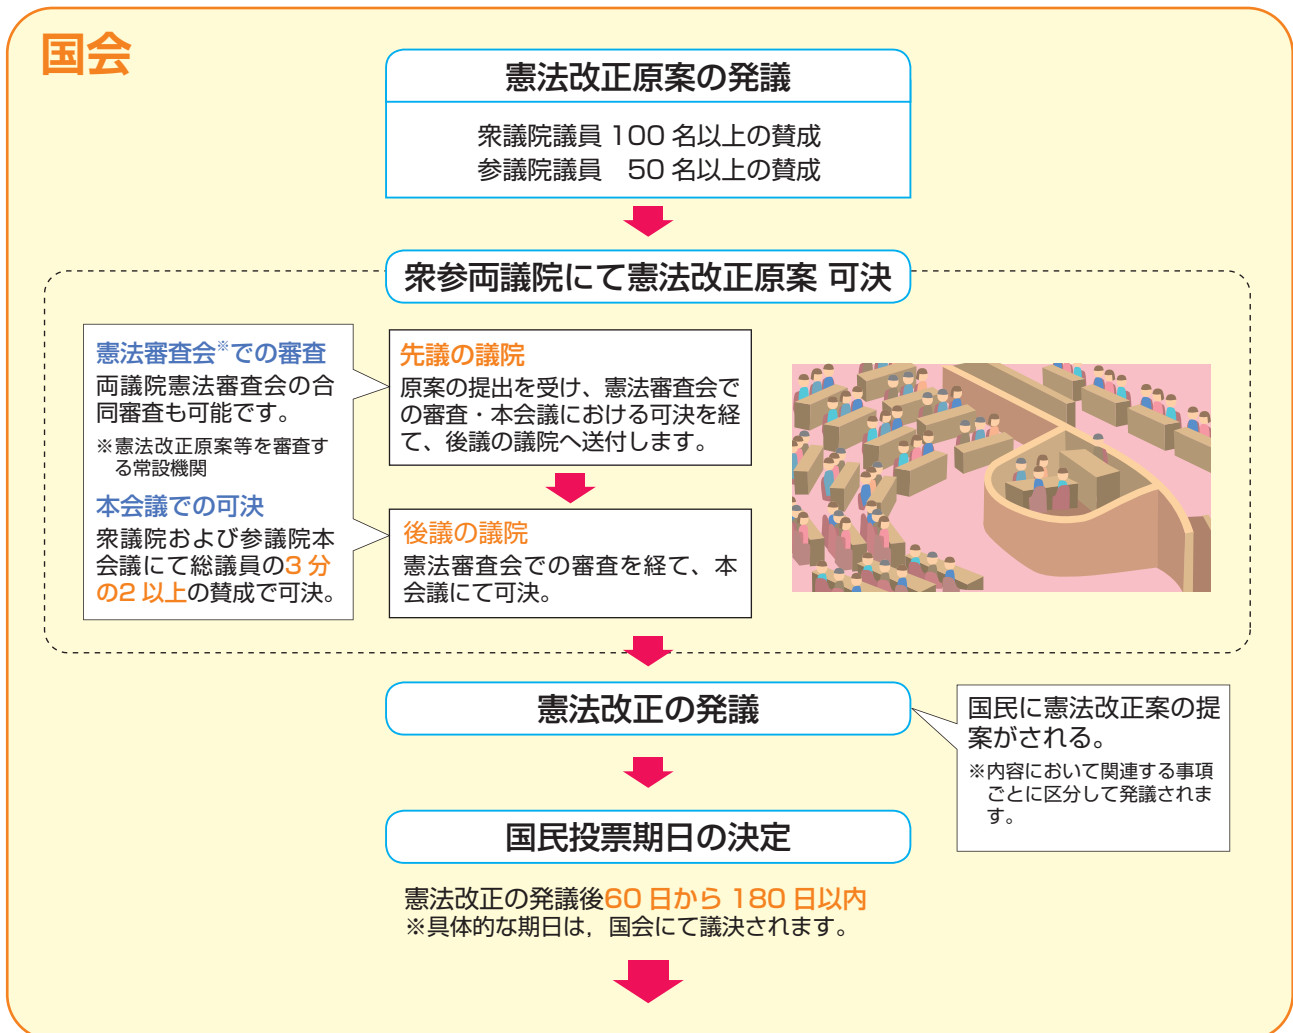 国会
憲法改正原案の発議
衆議院議員 100 名以上の賛成
参議院議員　50 名以上の賛成
衆参両議院にて憲法改正原案 可決
憲法審査会※での審査
両議院憲法審査会の合
同審査も可能です。
※憲法改正原案等を審査す
る常設機関
本会議での可決
衆議院および参議院本
会議にて総議員の3 分
の2 以上の賛成で可決。
先議の議院
原案の提出を受け、憲法審査会で
の審査・本会議における可決を経
て、後議の議院へ送付します。
後議の議院
憲法審査会での審査を経て、本
会議にて可決。
憲法改正の発議
国民に憲法改正案の提
案がされる。
※内容において関連する事項
ごとに区分して発議されま
す。
国民投票期日の決定
憲法改正の発議後60 日から 180 日以内
※具体的な期日は，国会にて議決されます。